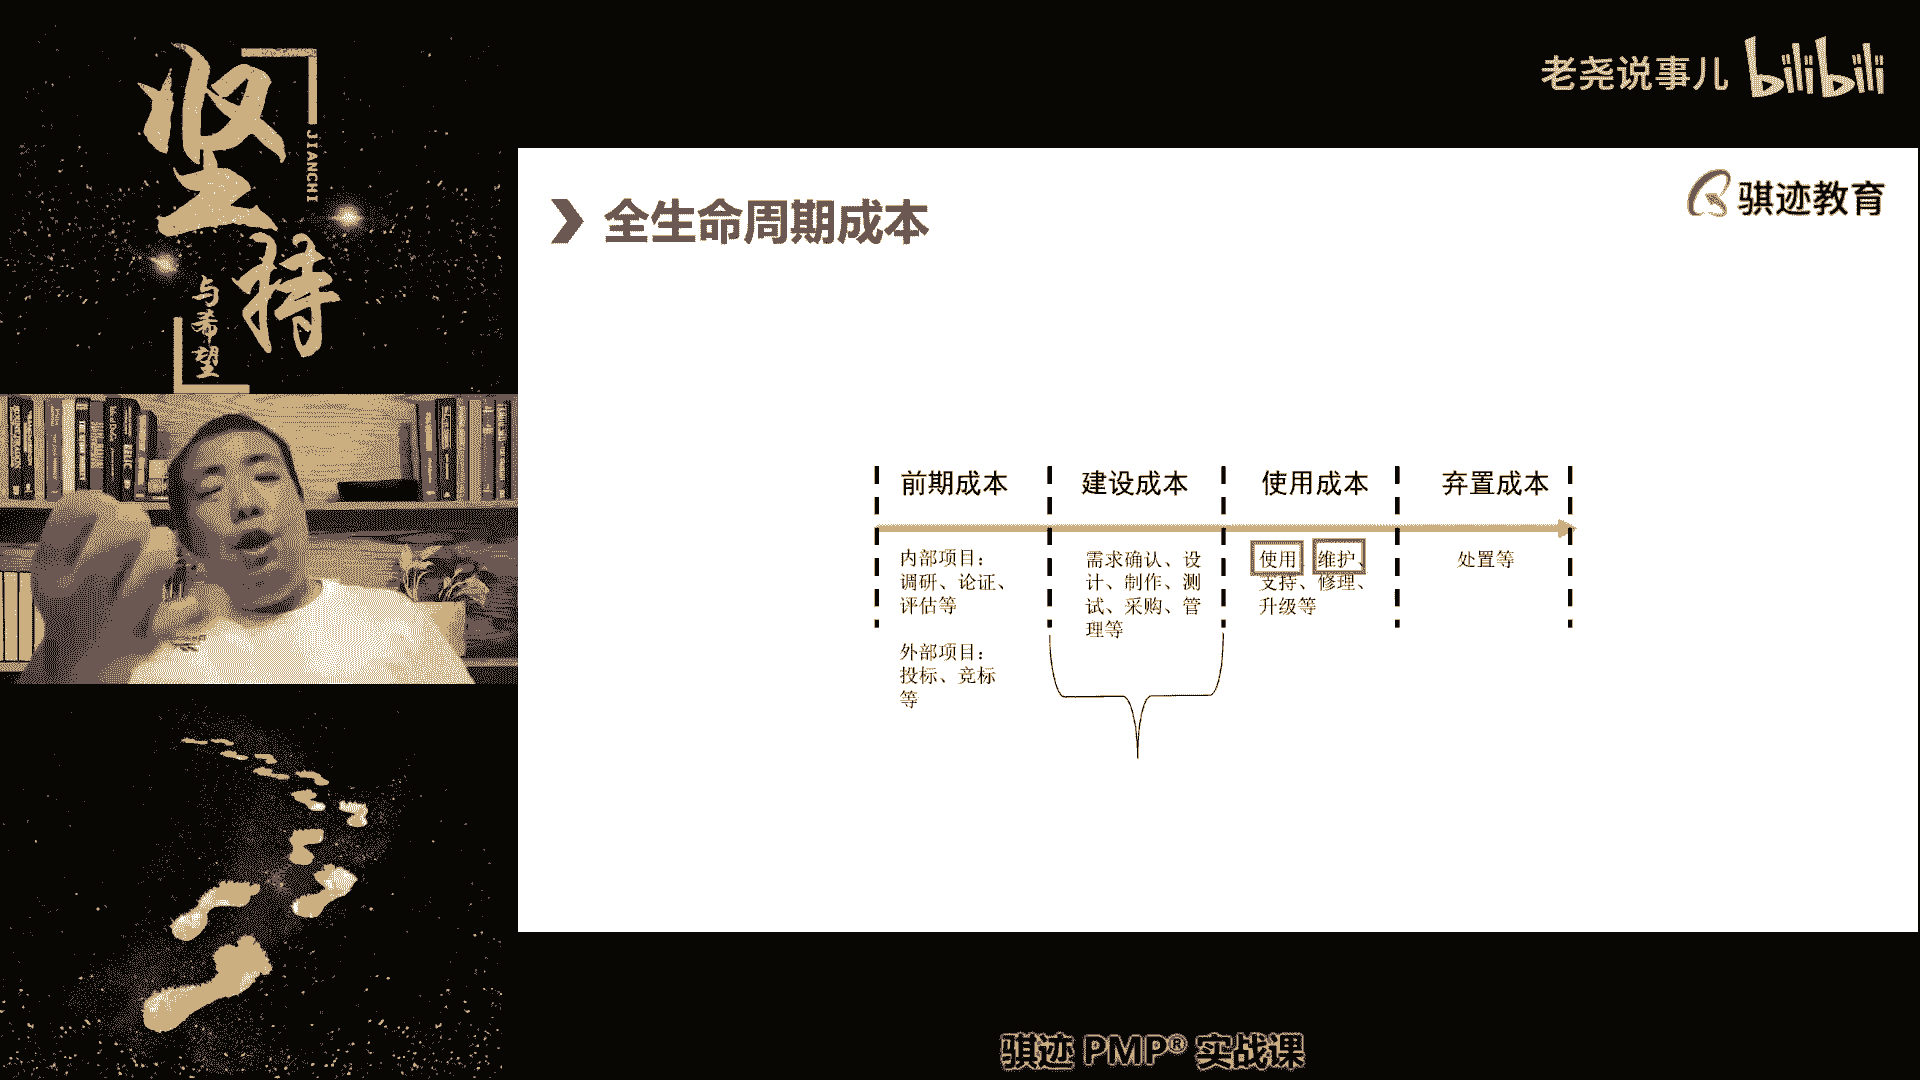 坚持
JIANCHI
与希望
老尧说事儿 bilibili
骐迹教育
全生命周期成本
前期成本
内部项目：
调研、论证、
评估等
外部项目：
投标、竞标
等
建设成本
需求确认、设
计、制作、测
试、采购、管
理等
使用成本
使用、维护、
支持、修理、
升级等
弃置成本
处置等
骐迹 PMP® 实战课